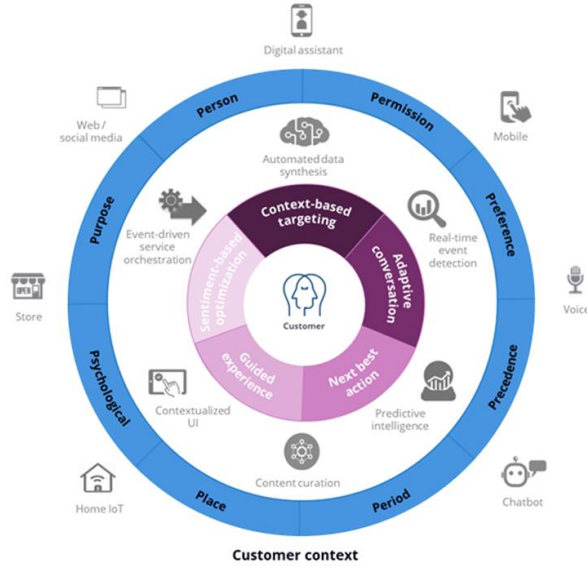 Digital assistant
Person
Permission
Web /
social media
Mobile
Automated data
synthesis
Purpose
Preference
Event-driven
service
orchestration
Context-based
targeting
Real-time
event
detection
Sentiment-based
optimization
Adaptive
conversation
OPEN
Store
Customer
Voice
Psychological
Precedence
Guided
experience
Next best
action
Contextualized
UI
Predictive
intelligence
Content curation
Home IoT
Place
Period
Chatbot
Customer context